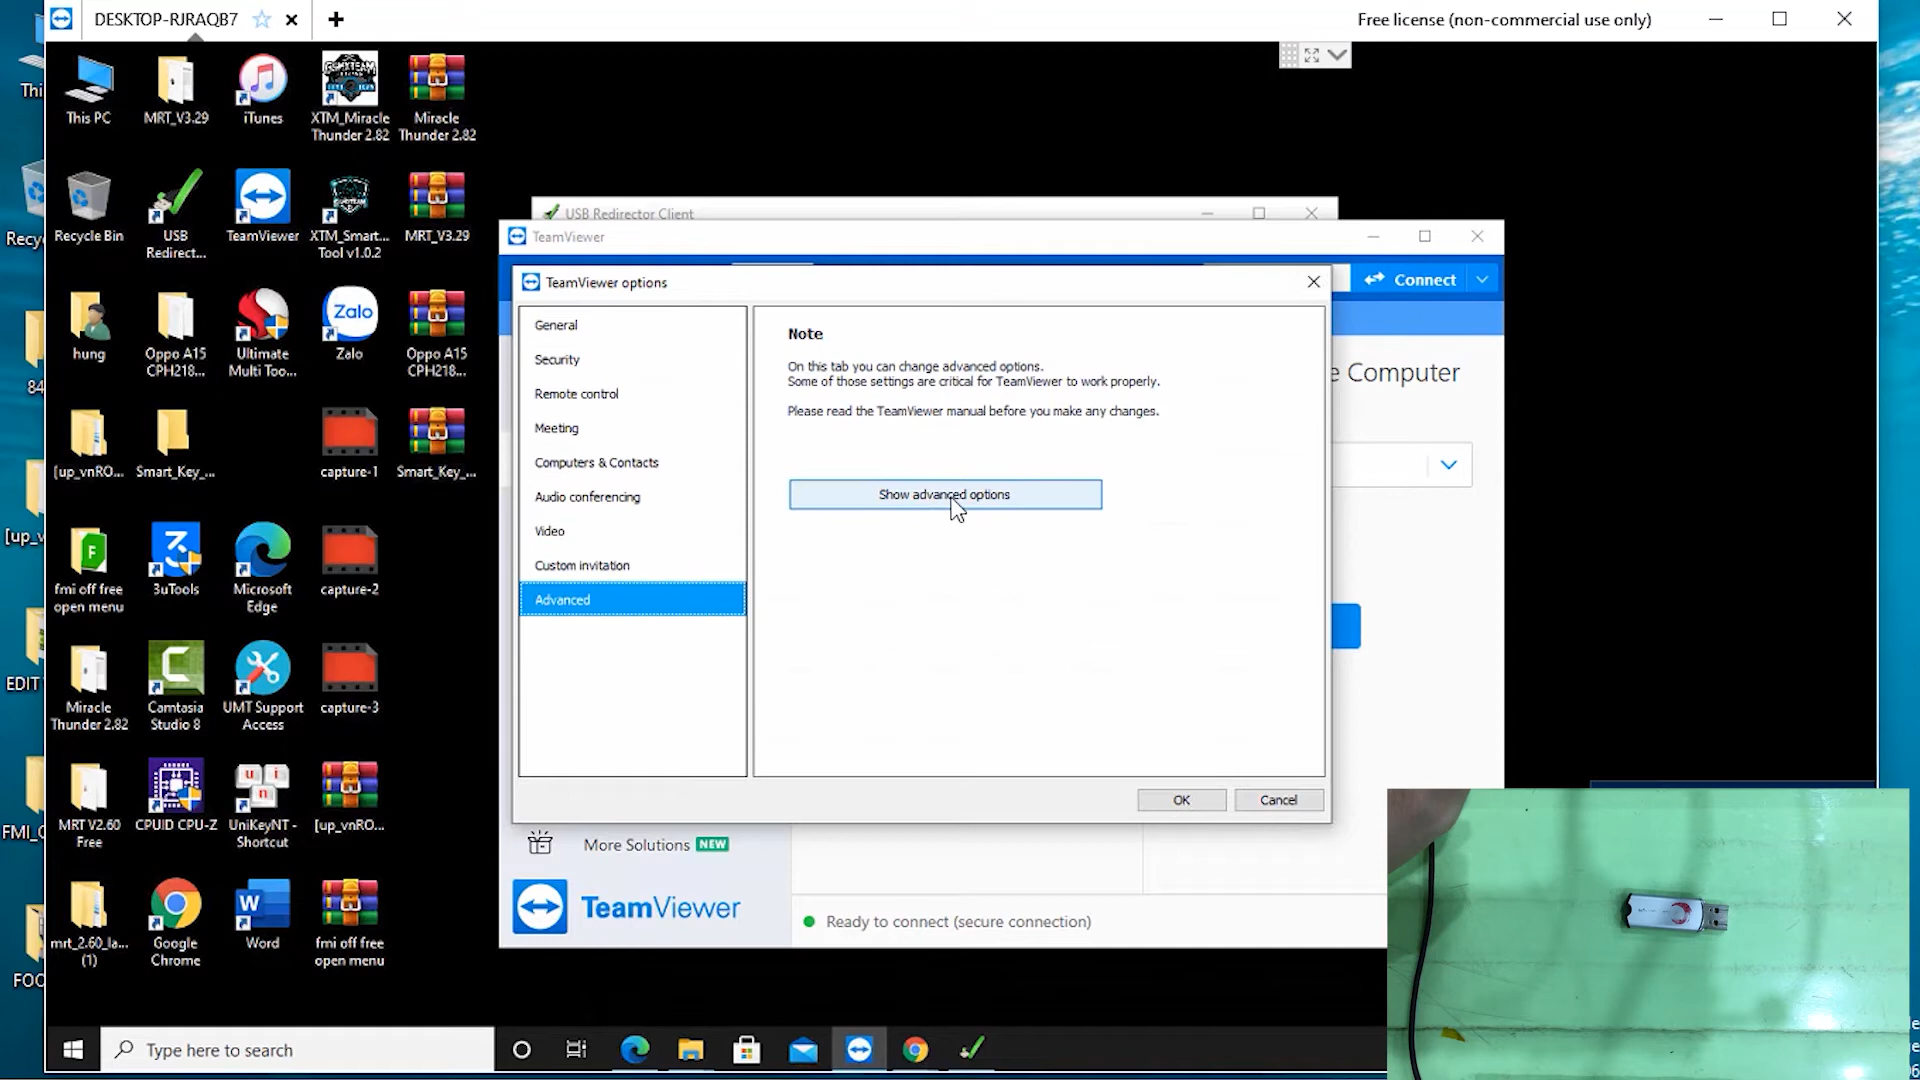 DESKTOP-RJRAQB7
Free license (non-commercial use only)
This PC
MRT_V3.29
iTunes
XTM_Miracle
Thunder 2.82
Miracle
Thunder 2.82
Recycle Bin
USB
Redirect...
TeamViewer
XTM_Smart...
Tool v1.0.2
MRT_V3.29
hung
Oppo A15
CPH218...
Ultimate
Multi Too...
Zalo
Zalo
Oppo A15
CPH218...
[up_vnRO...
Smart_Key_...
capture-1
Smart_Key_...
fmi off free
open menu
3uTools
Microsoft
Edge
capture-2
Miracle
Thunder 2.82
Camtasia
Studio 8
UMT Support
Access
capture-3
MRT V2.60
Free
CPUID CPU-Z
UniKeyNT -
Shortcut
[up_vnRO...
mrt_2.60_la...
(1)
Google
Chrome
Word
fmi off free
open menu
Thi
Recy
84
[up_v
EDIT
FMI_C
FOO
USB Redirector Client
TeamViewer
Connect
TeamViewer options
General
Security
Remote control
Meeting
Computers & Contacts
Audio conferencing
Video
Custom invitation
Advanced
Note
On this tab you can change advanced options.
Some of those settings are critical for TeamViewer to work properly.
Please read the TeamViewer manual before you make any changes.
Show advanced options
OK
Cancel
e Computer
More Solutions NEW
TeamViewer
Ready to connect (secure connection)
Type here to search